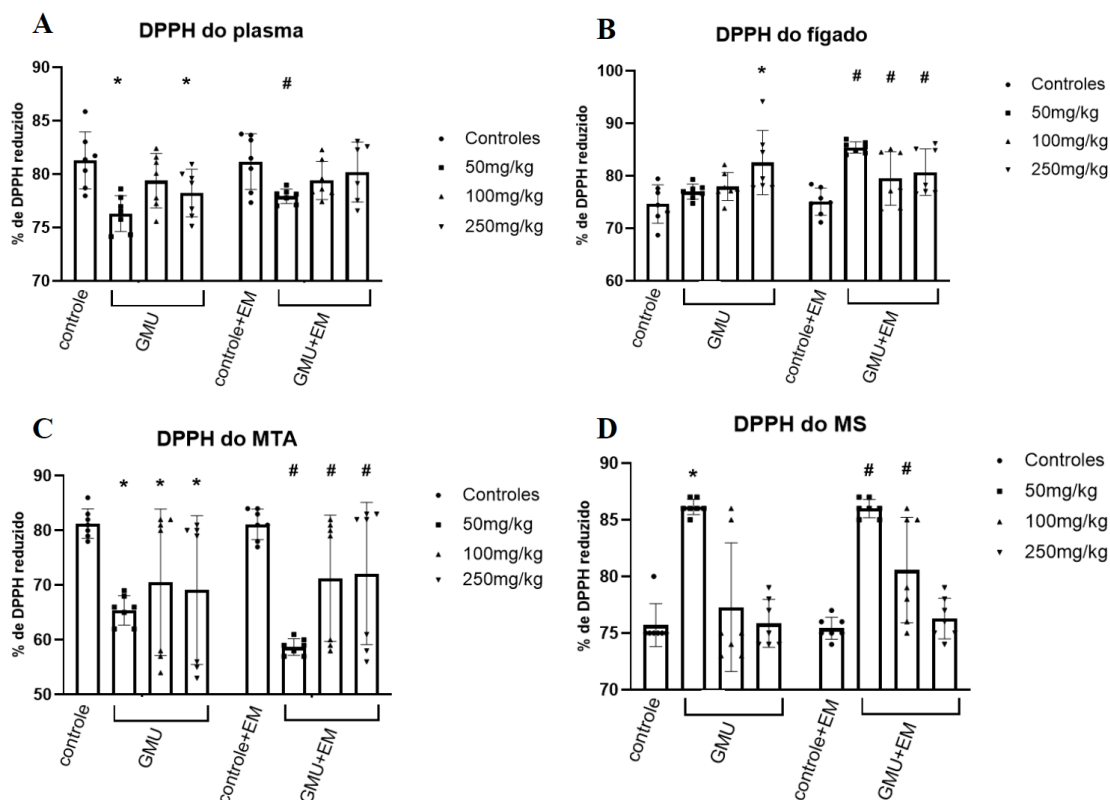 A
DPPH do plasma
% de DPPH reduzido
90
85
80
75
70
*
*
#
controle
GMU
controle+EM
GMU+EM
Controles
50mg/kg
100mg/kg
250mg/kg
B
DPPH do fígado
% de DPPH reduzido
100
90
80
70
60
*
#
#
#
controle
GMU
controle+EM
GMU+EM
Controles
50mg/kg
100mg/kg
250mg/kg
C
DPPH do MTA
% de DPPH reduzido
90
80
70
60
50
*
*
*
#
#
#
controle
GMU
controle+EM
GMU+EM
Controles
50mg/kg
100mg/kg
250mg/kg
D
DPPH do MS
% de DPPH reduzido
90
85
80
75
70
*
#
#
controle
GMU
controle+EM
GMU+EM
Controles
50mg/kg
100mg/kg
250mg/kg